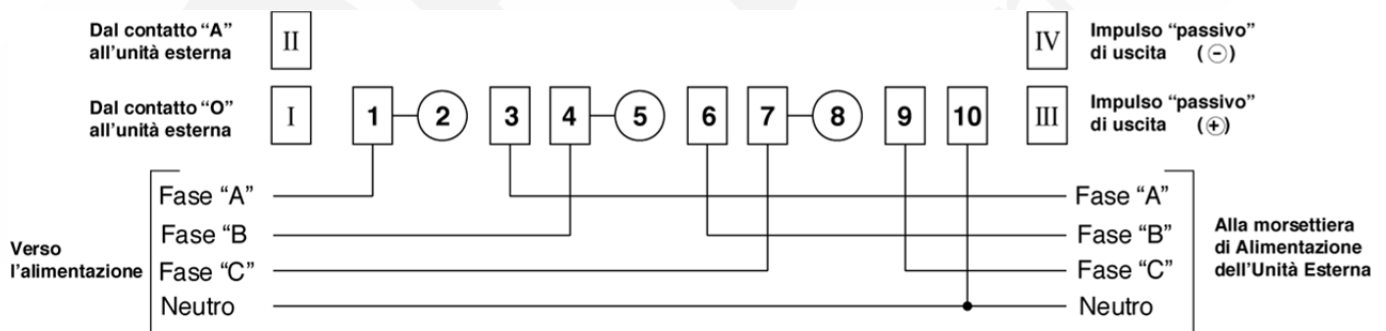 Dal contatto “A”
all’unità esterna
II
IV
Impulso “passivo”
di uscita (−)
Dal contatto “O”
all’unità esterna
I
1 2 3 4 5 6 7 8 9 10
III
Impulso “passivo”
di uscita (+)
Verso
l’alimentazione
Fase “A”
Fase “B
Fase “C”
Neutro
Fase “A”
Fase “B”
Fase “C”
Neutro
Alla morsettiera
di Alimentazione
dell’Unità Esterna